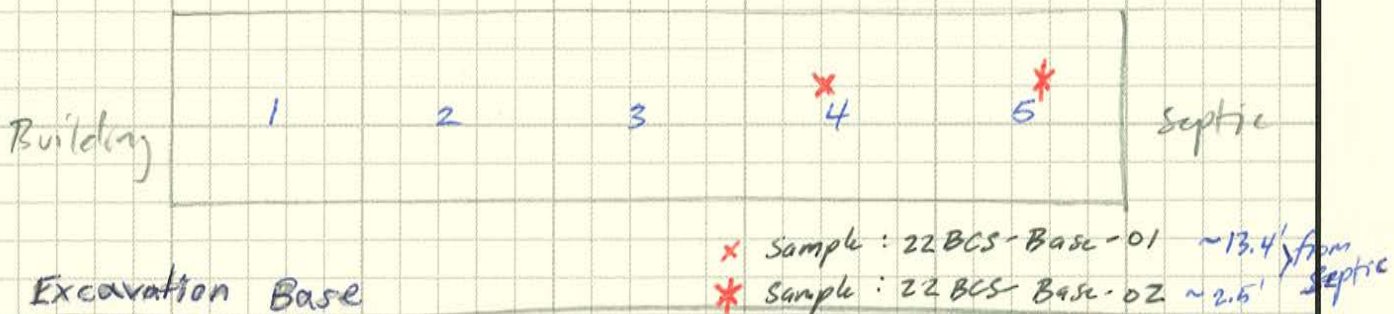 1 2 3 4 5
Building
Septic
× Sample : 22BCS-Base-01 ~13.4' } from Septic
Excavation Base
* Sample : 22BCS-Base-02 ~2.5'